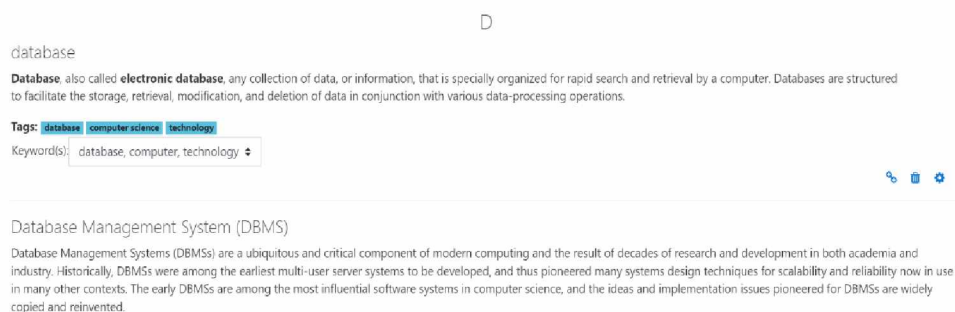 D
database
Database, also called electronic database, any collection of data, or information, that is specially organized for rapid search and retrieval by a computer. Databases are structured
to facilitate the storage, retrieval, modification, and deletion of data in conjunction with various data-processing operations.
Tags: database computer science technology
Keyword(s): database, computer, technology
Database Management System (DBMS)
Database Management Systems (DBMSs) are a ubiquitous and critical component of modern computing and the result of decades of research and development in both academia and
industry. Historically, DBMSs were among the earliest multi-user server systems to be developed, and thus pioneered many systems design techniques for scalability and reliability now in use
in many other contexts. The early DBMSs are among the most influential software systems in computer science, and the ideas and implementation issues pioneered for DBMSs are widely
copied and reinvented.